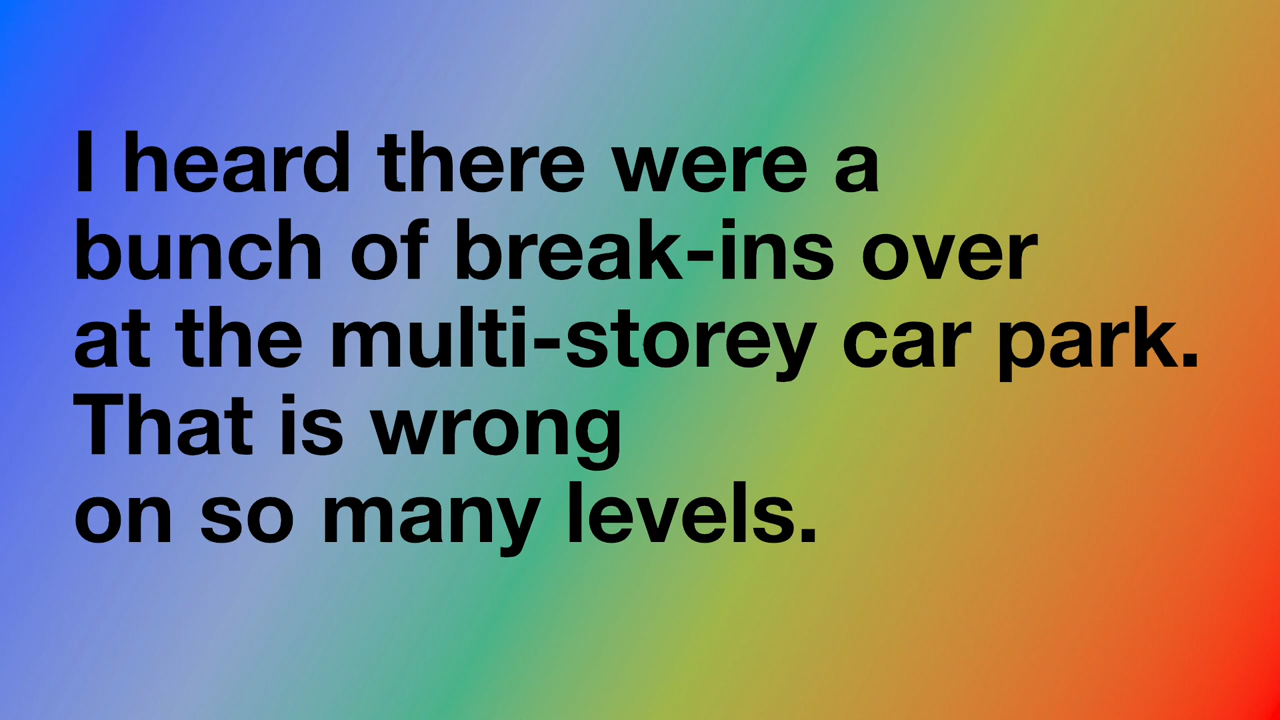 I heard there were a
bunch of break-ins over
at the multi-storey car park.
That is wrong
on so many levels.